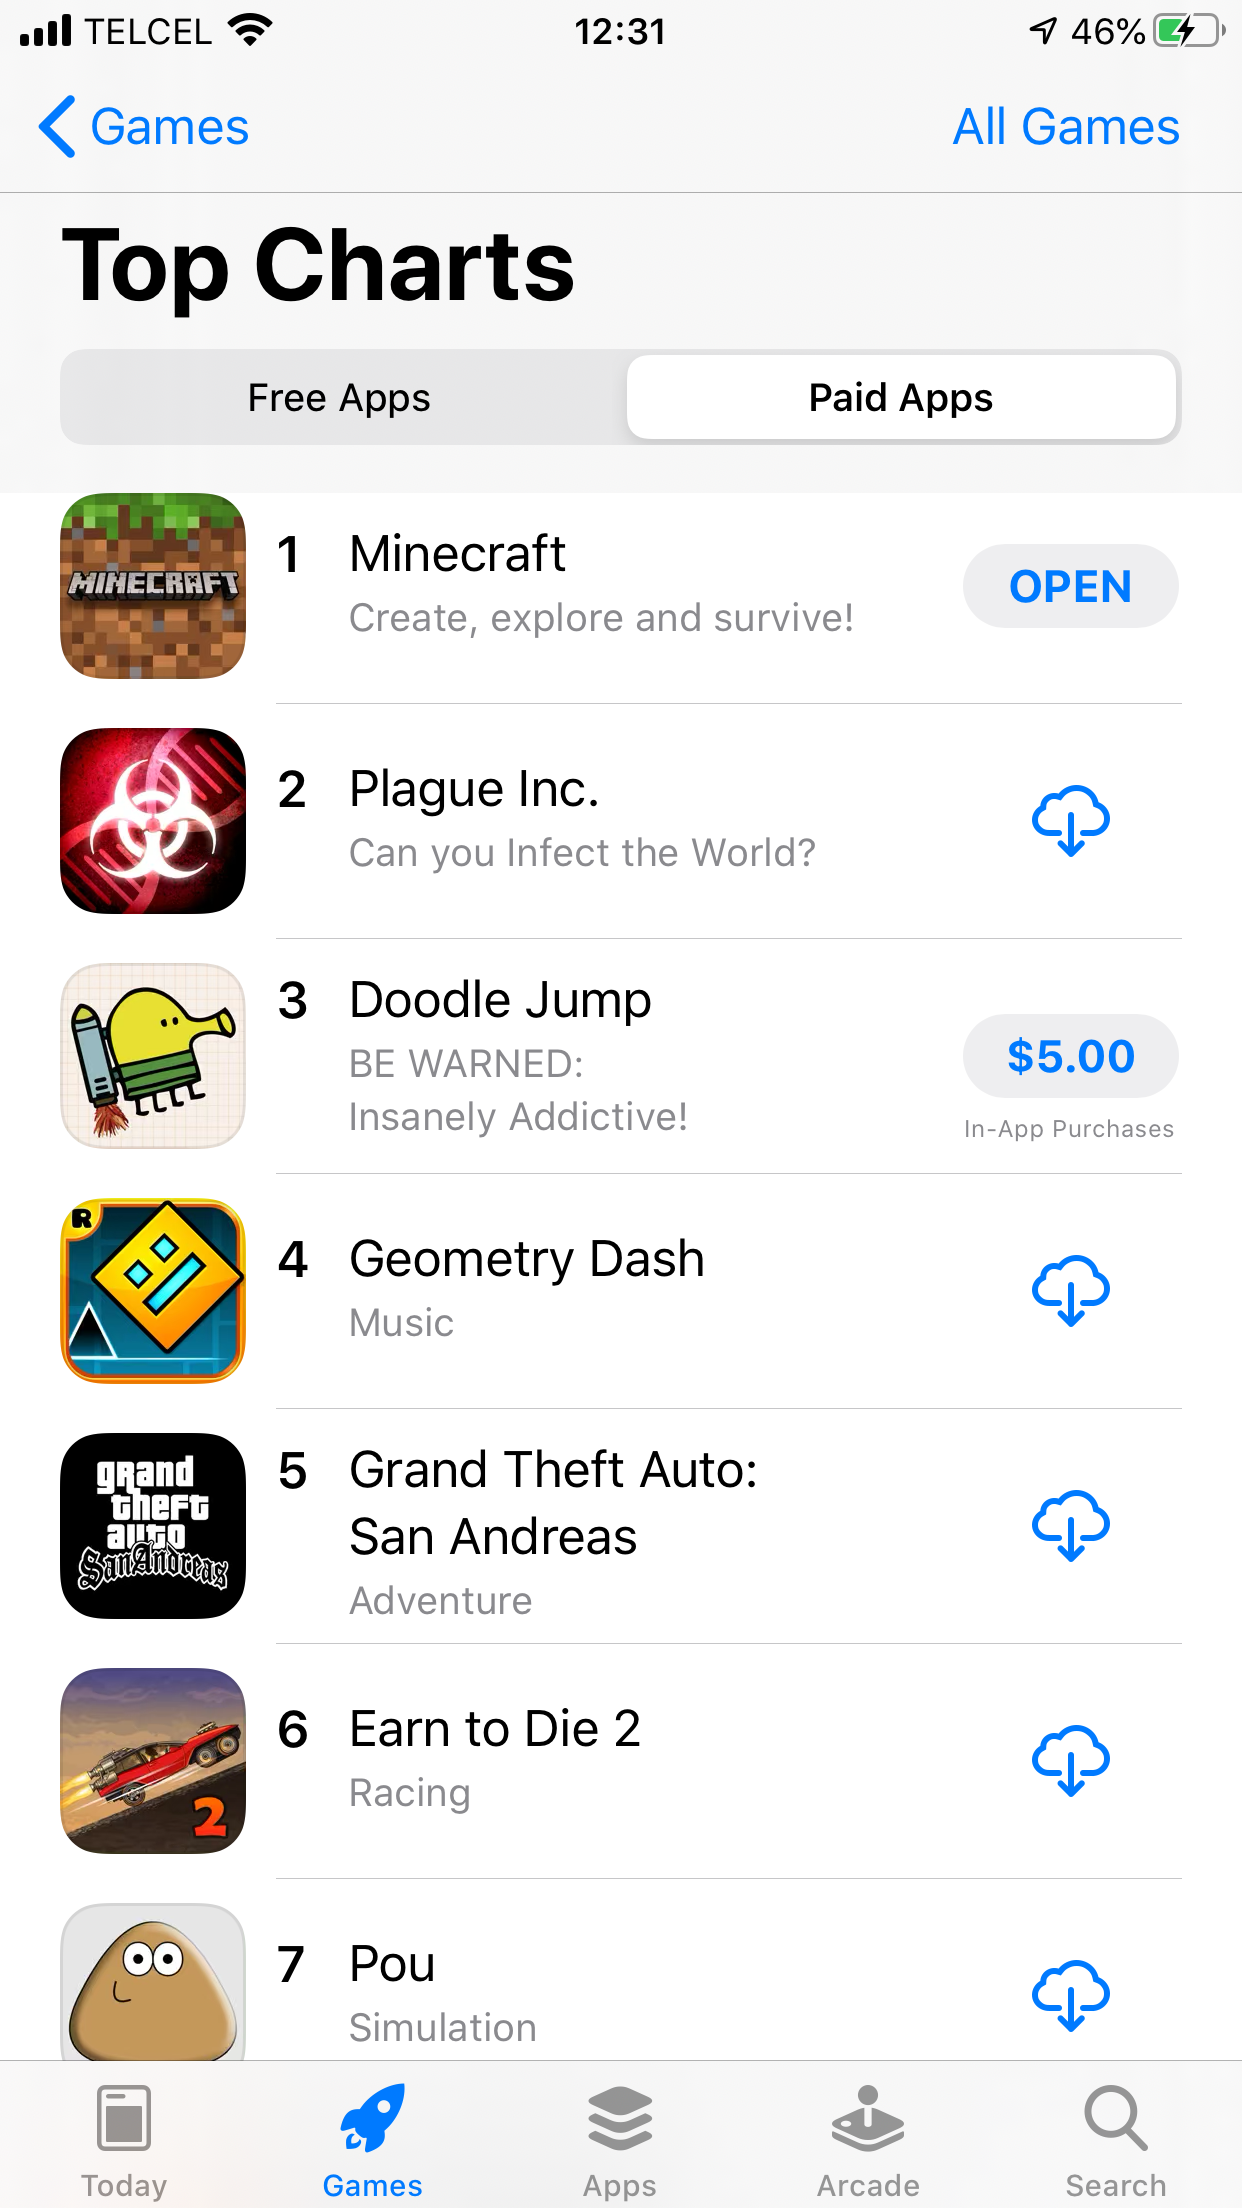 TELCEL 12:31 46%
Games All Games
Top Charts
Free Apps Paid Apps
MINECRAFT
1 Minecraft
Create, explore and survive!
OPEN
2 Plague Inc.
Can you Infect the World?
3 Doodle Jump
BE WARNED:
Insanely Addictive!
$5.00
In-App Purchases
R
4 Geometry Dash
Music
grand
theft
auto
San Andreas
5 Grand Theft Auto:
San Andreas
Adventure
2
6 Earn to Die 2
Racing
7 Pou
Simulation
Today Games Apps Arcade Search